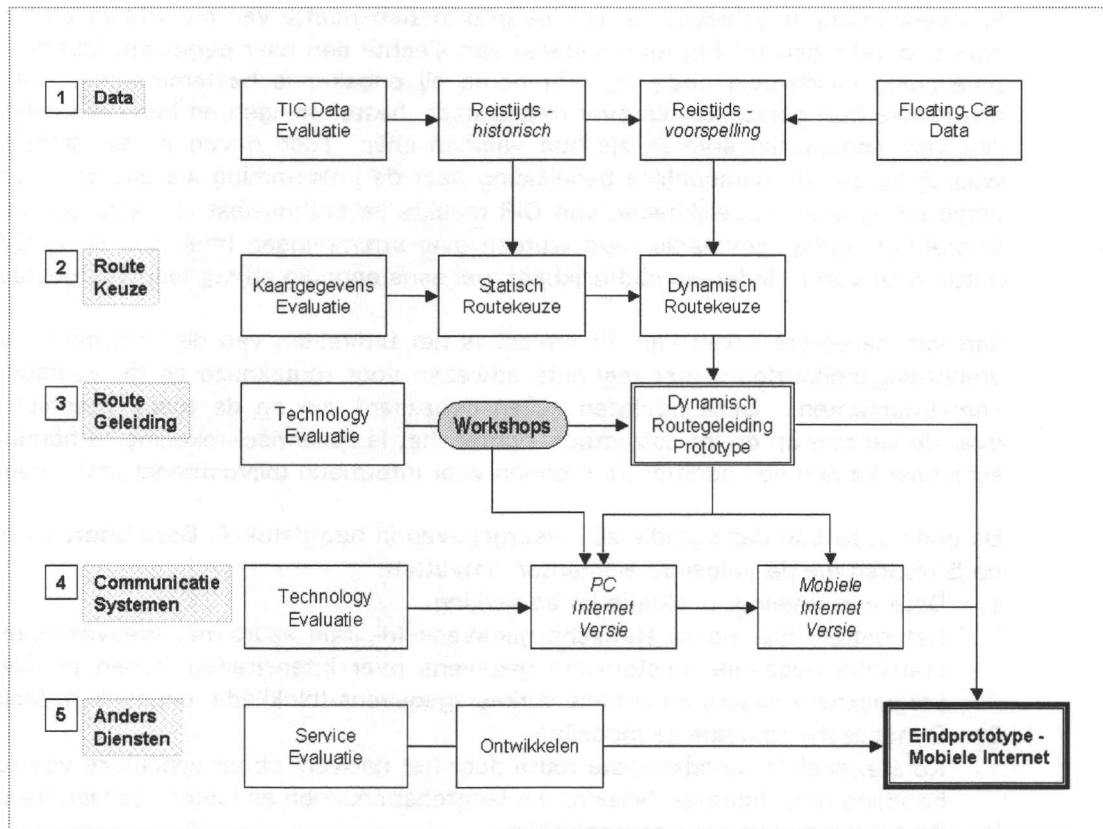 1
Data
TIC Data
Evaluatie
Reistijds -
historisch
Reistijds -
voorspelling
Floating-Car
Data
2
Route
Keuze
Kaartgegevens
Evaluatie
Statisch
Routekeuze
Dynamisch
Routekeuze
3
Route
Geleiding
Technology
Evaluatie
Workshops
Dynamisch
Routegeleiding
Prototype
4
Communicatie
Systemen
Technology
Evaluatie
PC
Internet
Versie
Mobiele
Internet
Versie
5
Anders
Diensten
Service
Evaluatie
Ontwikkelen
Eindprototype -
Mobiele Internet